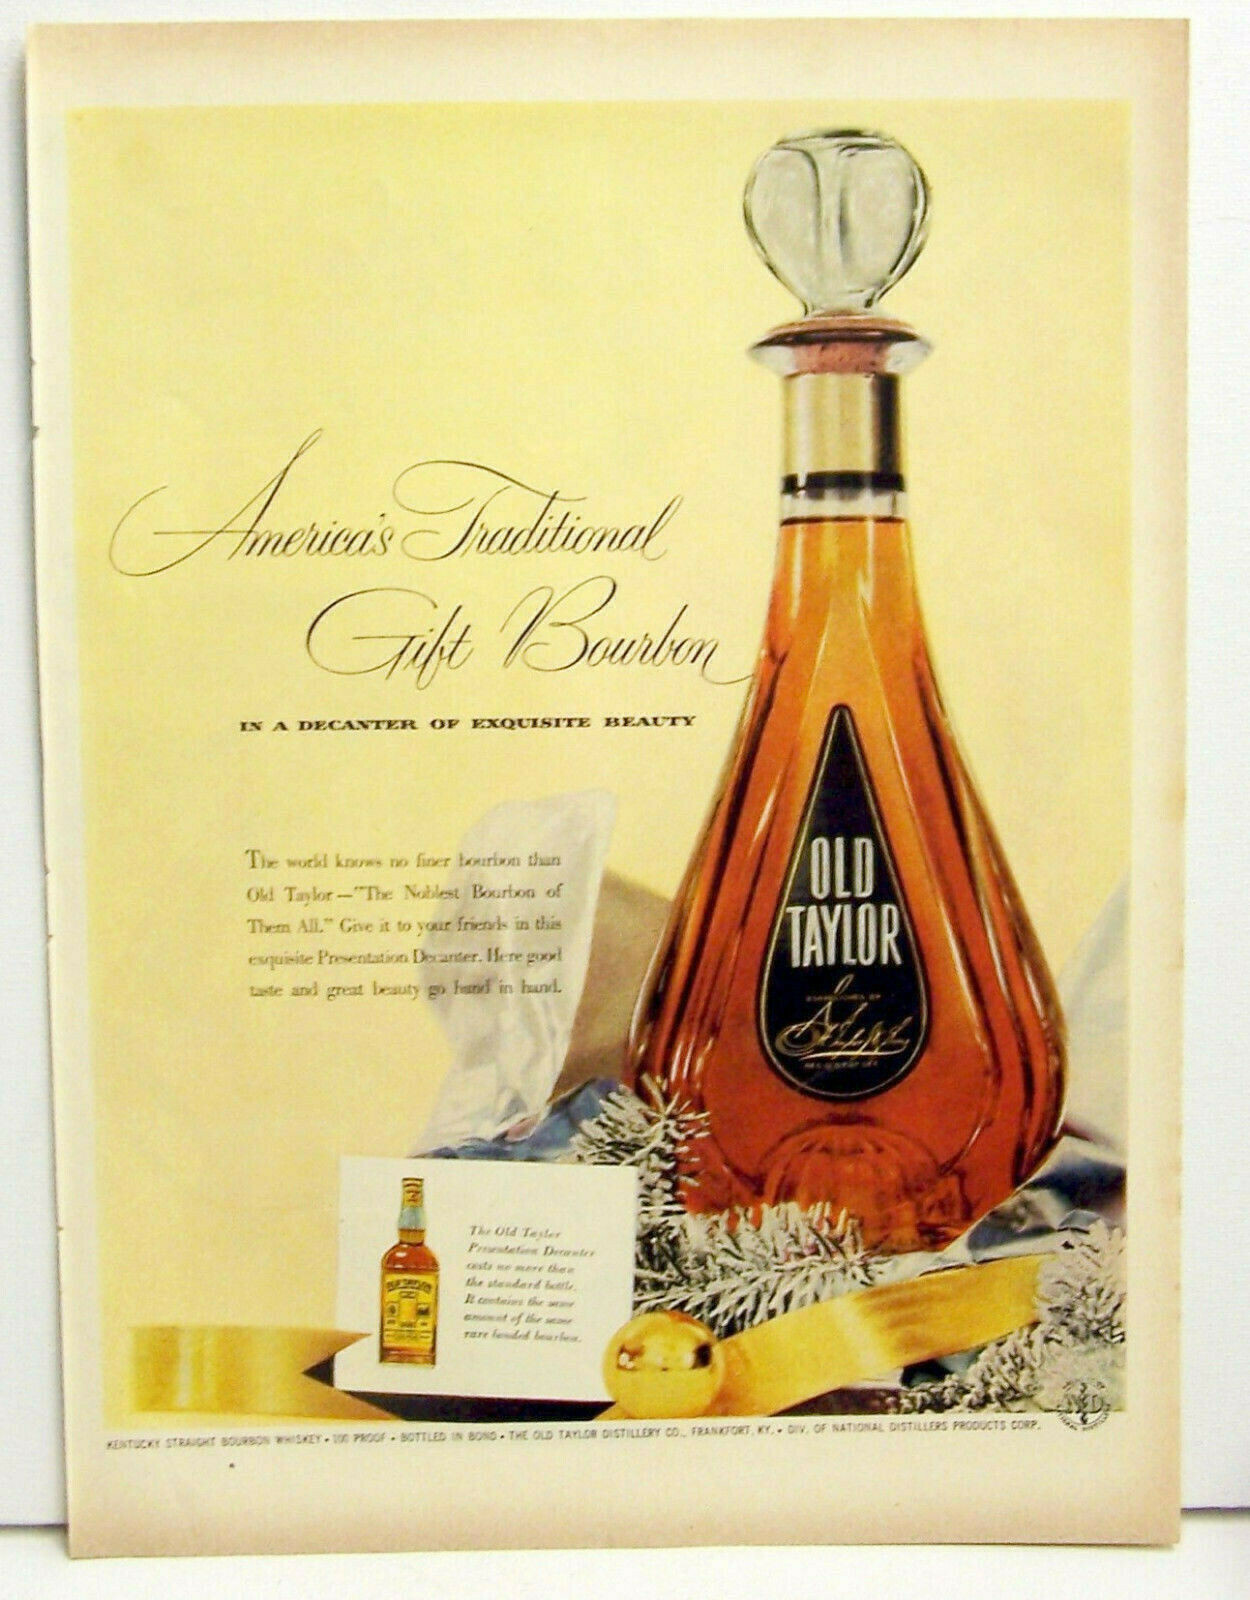 America's Traditional
Gift Bourbon
IN A DECANTER OF EXQUISITE BEAUTY
The world knows no finer bourbon than
Old Taylor—"The Noblest Bourbon of
Them All." Give it to your friends in this
exquisite Presentation Decanter. Here good
taste and great beauty go hand in hand.
OLD
TAYLOR
The Old Taylor
Presentation Decanter
costs no more than
the standard bottle.
It contains the same
amount of the same
rare bonded bourbon.
OLD TAYLOR
KENTUCKY STRAIGHT BOURBON WHISKEY • 100 PROOF • BOTTLED IN BOND • THE OLD TAYLOR DISTILLERY CO., FRANKFORT, KY. • DIV. OF NATIONAL DISTILLERS PRODUCTS CORP.